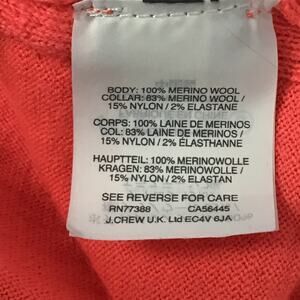 BODY: 100% MERINO WOOL
COLLAR: 83% MERINO WOOL /
15% NYLON / 2% ELASTANE
CORPS: 100% LAINE DE MERINOS
COL: 83% LAINE DE MERINOS /
15% NYLON / 2% ÉLASTHANNE
HAUPTTEIL: 100% MERINOWOLLE
KRAGEN: 83% MERINOWOLLE /
15% NYLON / 2% ELASTAN
SEE REVERSE FOR CARE
RN77388 CA56445
J.CREW U.K. Ltd EC4V 6JA